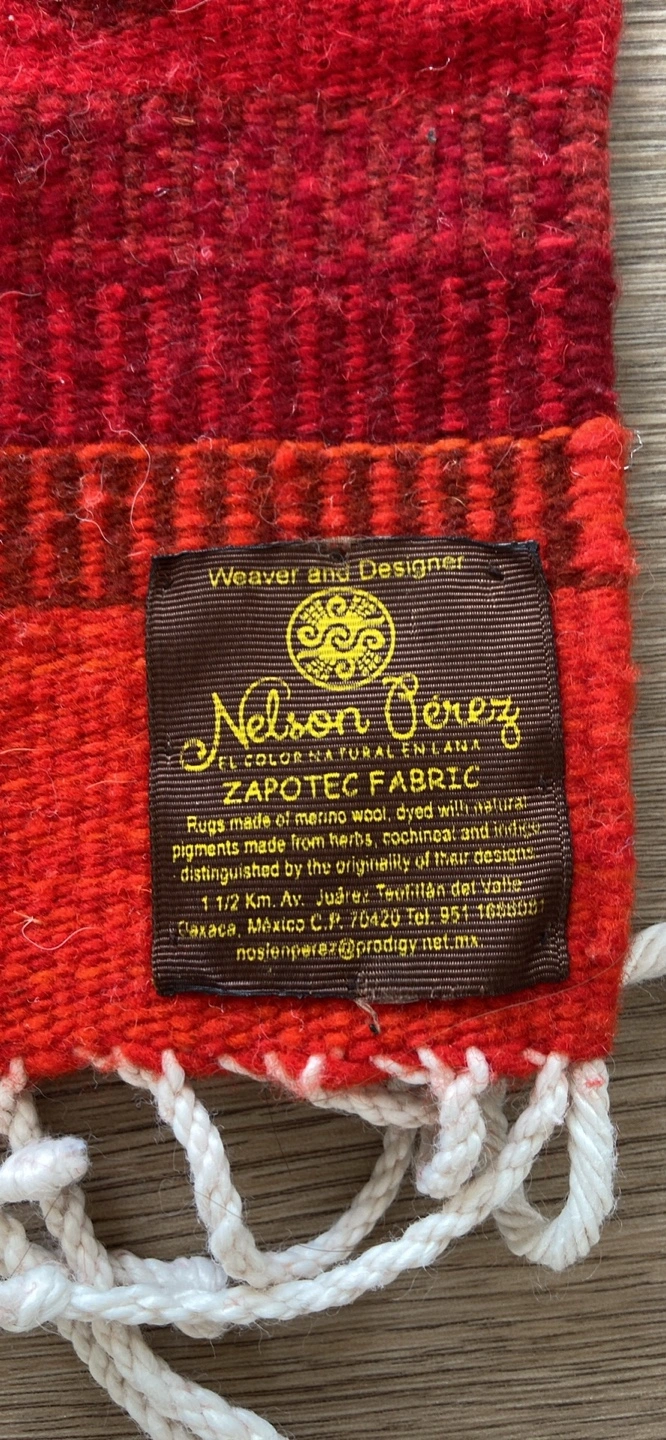 Weaver and Designer
Nelson Pérez
EL COLOR NATURAL EN LANA
ZAPOTEC FABRIC
Rugs made of merino wool, dyed with natural
pigments made from herbs, cochineal and indigo
distinguished by the originality of their designs.
1 1/2 Km. Av. Juárez Teotitlán del Valle
Oaxaca, México C.P. 70420 Tel. 951
noslenperez@prodigy.net.mx